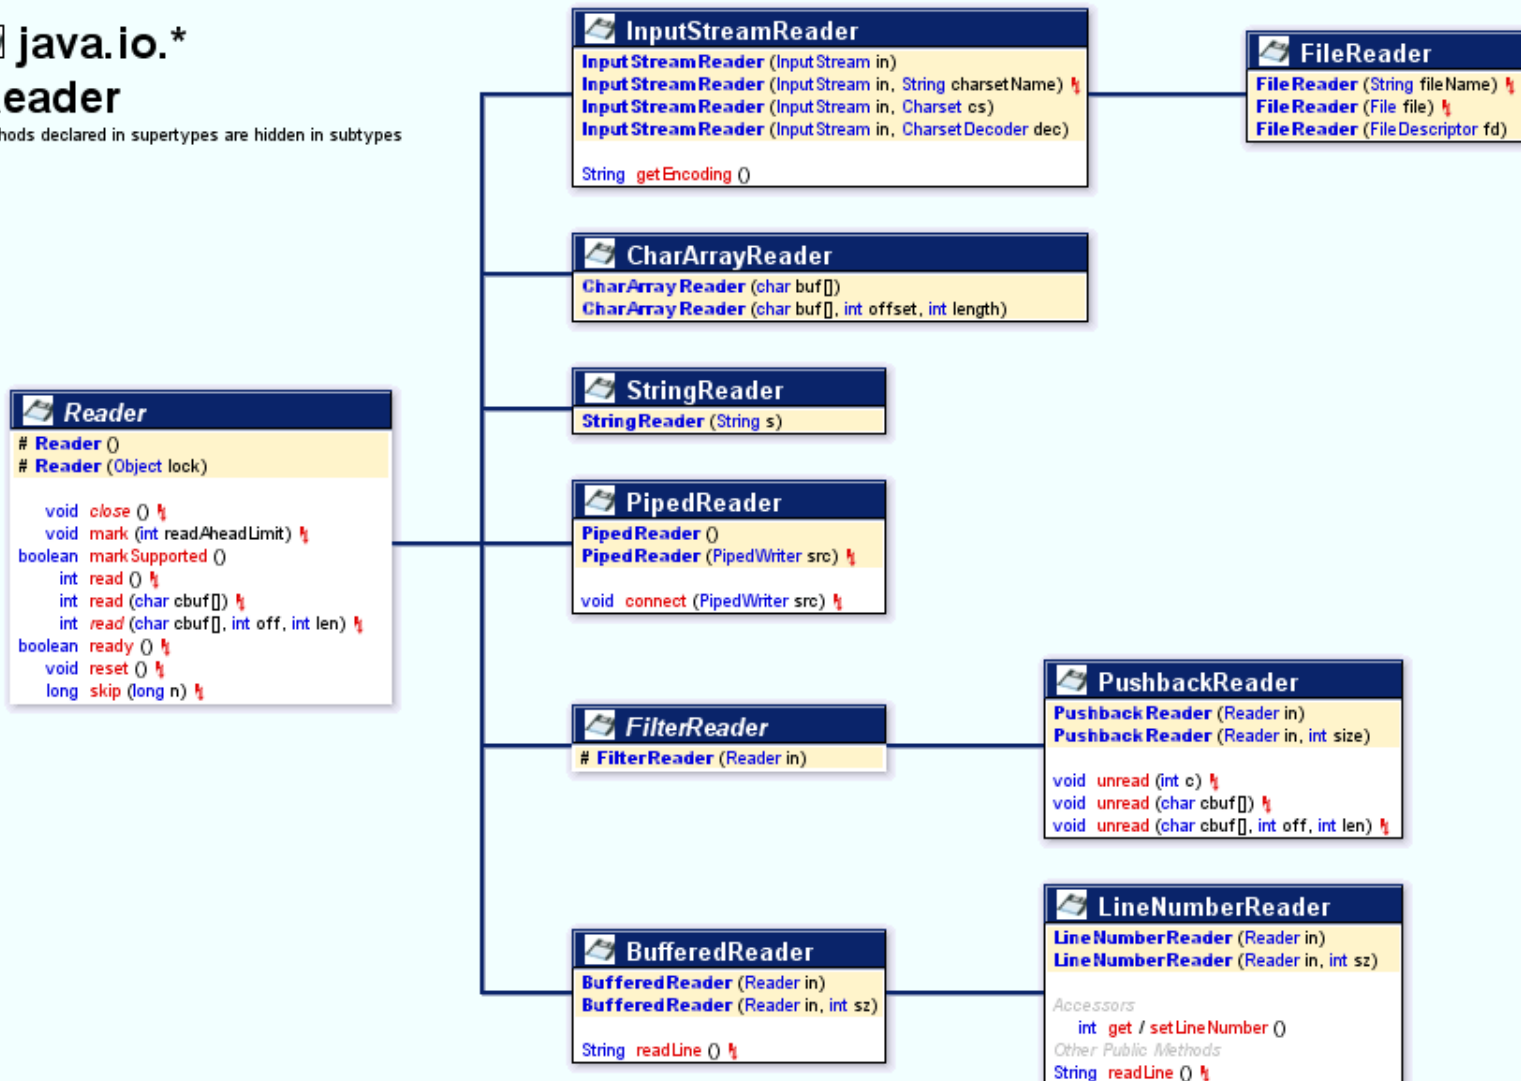 java.io.*
eader
hods declared in supertypes are hidden in subtypes
InputStreamReader
InputStreamReader (InputStream in)
InputStreamReader (InputStream in, String charsetName)
InputStreamReader (InputStream in, Charset cs)
InputStreamReader (InputStream in, CharsetDecoder dec)
String getEncoding ()
FileReader
FileReader (String fileName)
FileReader (File file)
FileReader (FileDescriptor fd)
CharArrayReader
CharArrayReader (char buf[])
CharArrayReader (char buf[], int offset, int length)
StringReader
StringReader (String s)
Reader
# Reader ()
# Reader (Object lock)
void close ()
void mark (int readAheadLimit)
boolean markSupported ()
int read ()
int read (char cbuf[])
int read (char cbuf[], int off, int len)
boolean ready ()
void reset ()
long skip (long n)
PipedReader
PipedReader ()
PipedReader (PipedWriter src)
void connect (PipedWriter src)
FilterReader
# FilterReader (Reader in)
PushbackReader
PushbackReader (Reader in)
PushbackReader (Reader in, int size)
void unread (int c)
void unread (char cbuf[])
void unread (char cbuf[], int off, int len)
BufferedReader
BufferedReader (Reader in)
BufferedReader (Reader in, int sz)
String readLine ()
LineNumberReader
LineNumberReader (Reader in)
LineNumberReader (Reader in, int sz)
Accessors
int get / setLineNumber ()
Other Public Methods
String readLine ()